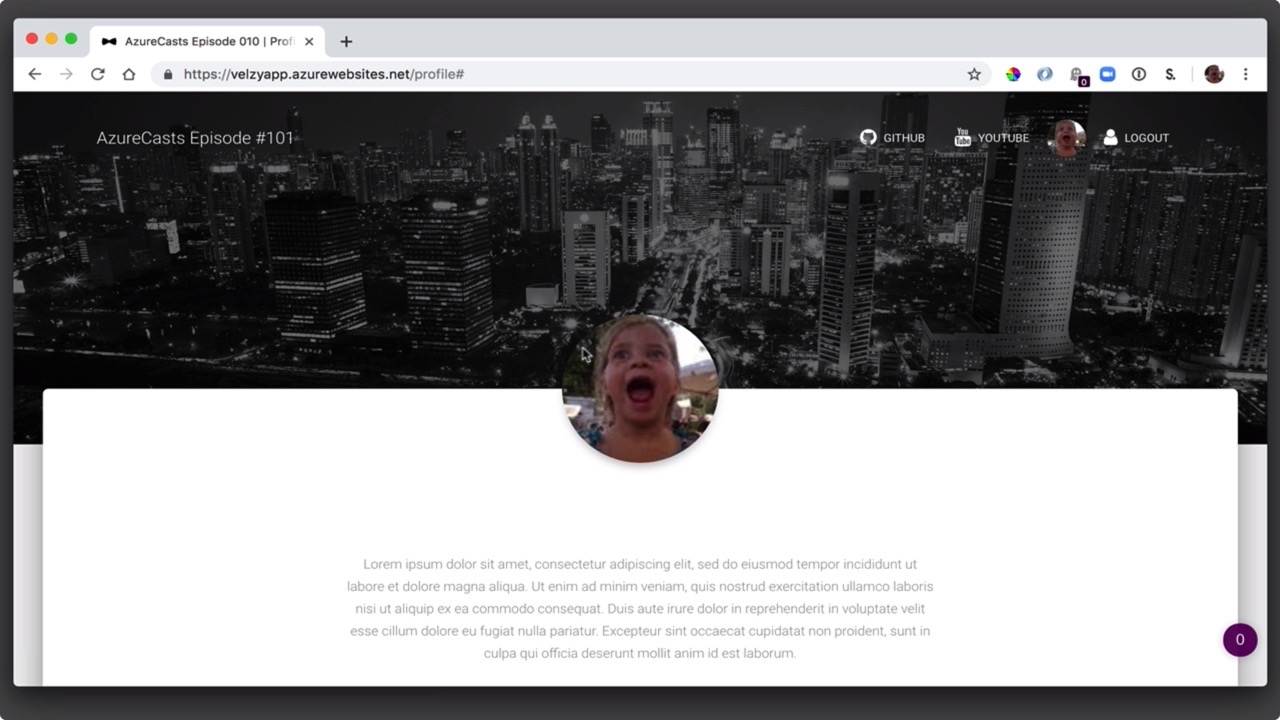 AzureCasts Episode 010 | Prof
https://velzyapp.azurewebsites.net/profile#
0
S.
AzureCasts Episode #101
GITHUB
You Tube YOUTUBE
LOGOUT
Lorem ipsum dolor sit amet, consectetur adipiscing elit, sed do eiusmod tempor incididunt ut
labore et dolore magna aliqua. Ut enim ad minim veniam, quis nostrud exercitation ullamco laboris
nisi ut aliquip ex ea commodo consequat. Duis aute irure dolor in reprehenderit in voluptate velit
esse cillum dolore eu fugiat nulla pariatur. Excepteur sint occaecat cupidatat non proident, sunt in
culpa qui officia deserunt mollit anim id est laborum.
0